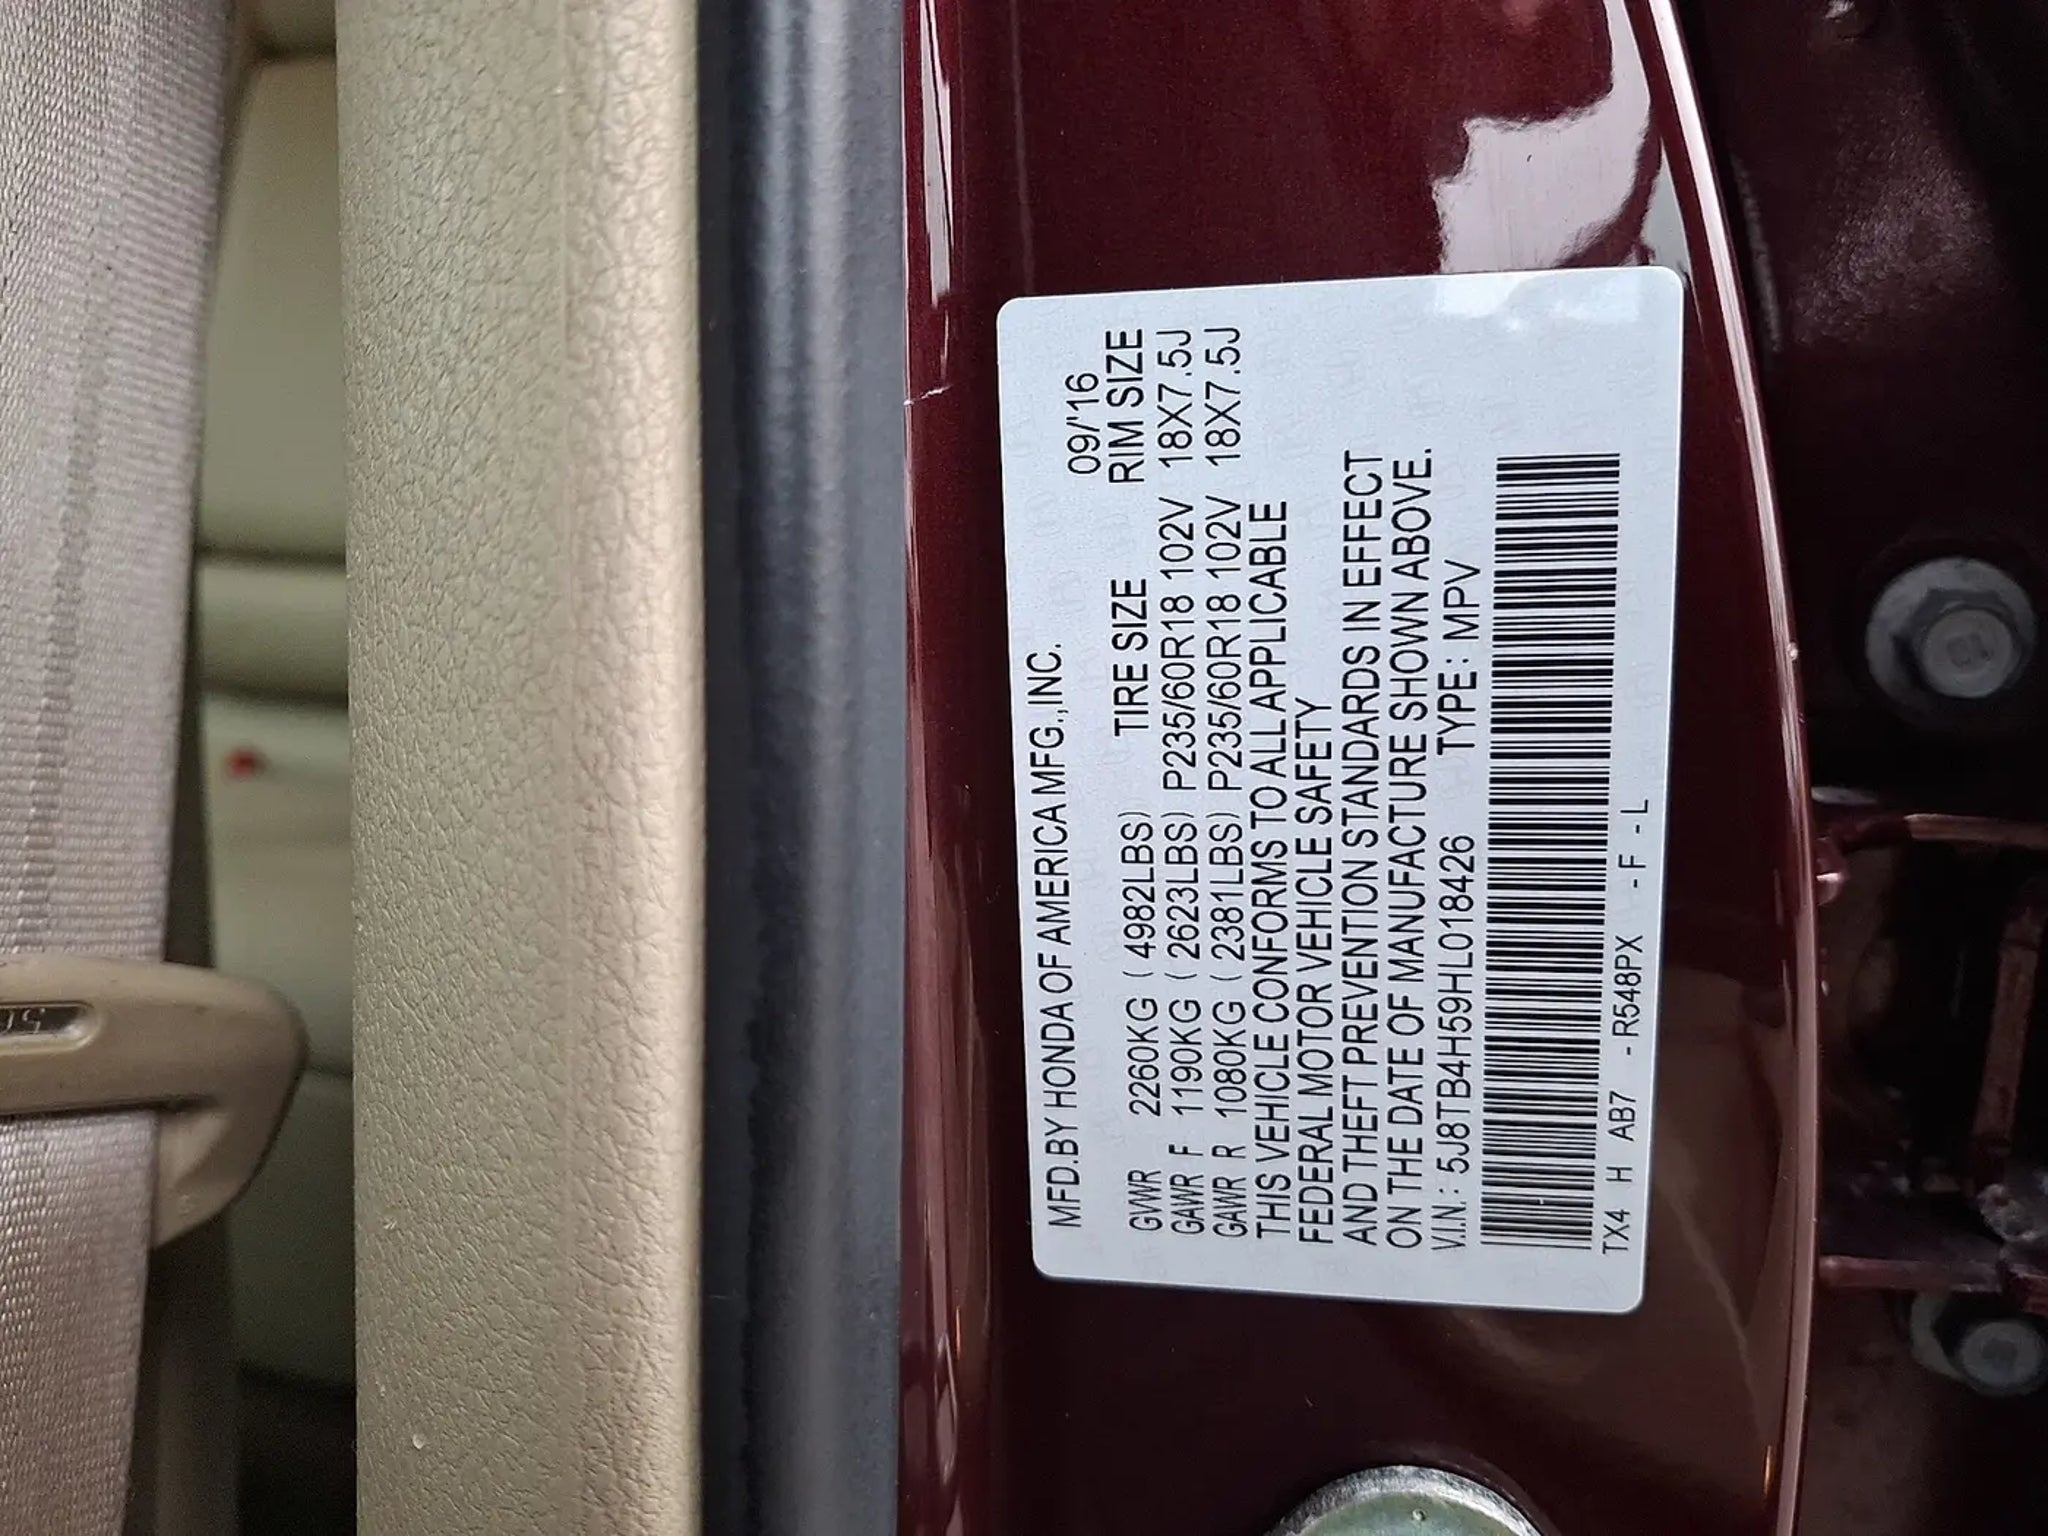 MFD.BY HONDA OF AMERICA MFG.,INC.
09/'16
TIRE SIZE RIM SIZE
GVWR 2260KG ( 4982LBS)
GAWR F 1190KG ( 2623LBS) P235/60R18 102V 18X7.5J
GAWR R 1080KG ( 2381LBS) P235/60R18 102V 18X7.5J
THIS VEHICLE CONFORMS TO ALL APPLICABLE
FEDERAL MOTOR VEHICLE SAFETY
AND THEFT PREVENTION STANDARDS IN EFFECT
ON THE DATE OF MANUFACTURE SHOWN ABOVE.
V.I.N.: 5J8TB4H59HL018426 TYPE: MPV
TX4 H AB7 -R548PX -F -L